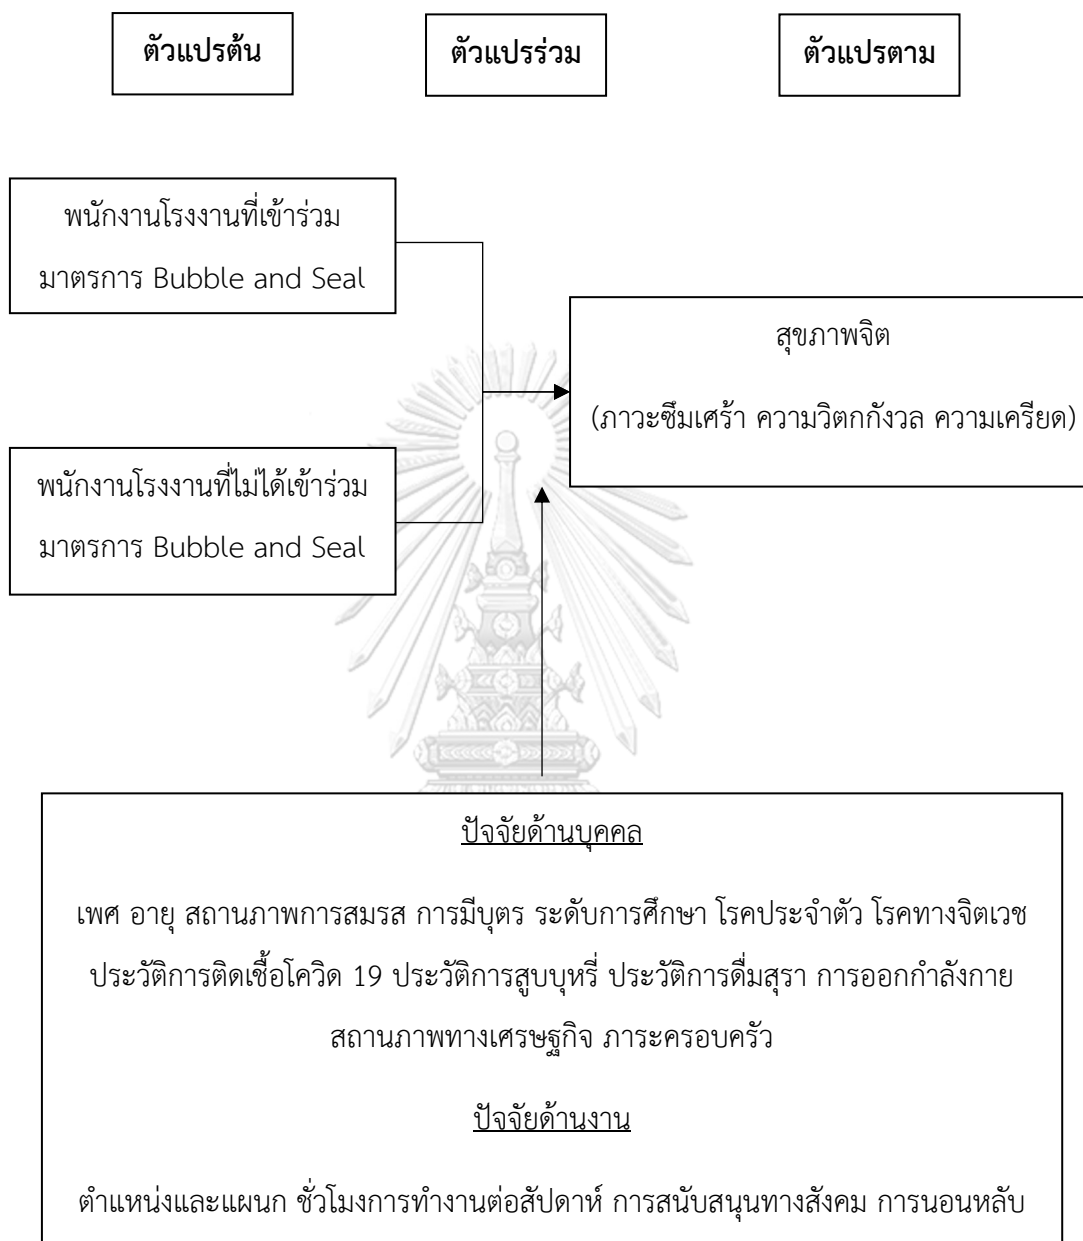 ตัวแปรต้น
ตัวแปรร่วม
ตัวแปรตาม
พนักงานโรงงานที่เข้าร่วม
มาตรการ Bubble and Seal
สุขภาพจิต
(ภาวะซึมเศร้า ความวิตกกังวล ความเครียด)
พนักงานโรงงานที่ไม่ได้เข้าร่วม
มาตรการ Bubble and Seal
ปัจจัยด้านบุคคล
เพศ อายุ สถานภาพการสมรส การมีบุตร ระดับการศึกษา โรคประจำตัว โรคทางจิตเวช
ประวัติการติดเชื้อโควิด 19 ประวัติการสูบบุหรี่ ประวัติการดื่มสุรา การออกกำลังกาย
สถานภาพทางเศรษฐกิจ ภาระครอบครัว
ปัจจัยด้านงาน
ตำแหน่งและแผนก ชั่วโมงการทำงานต่อสัปดาห์ การสนับสนุนทางสังคม การนอนหลับ